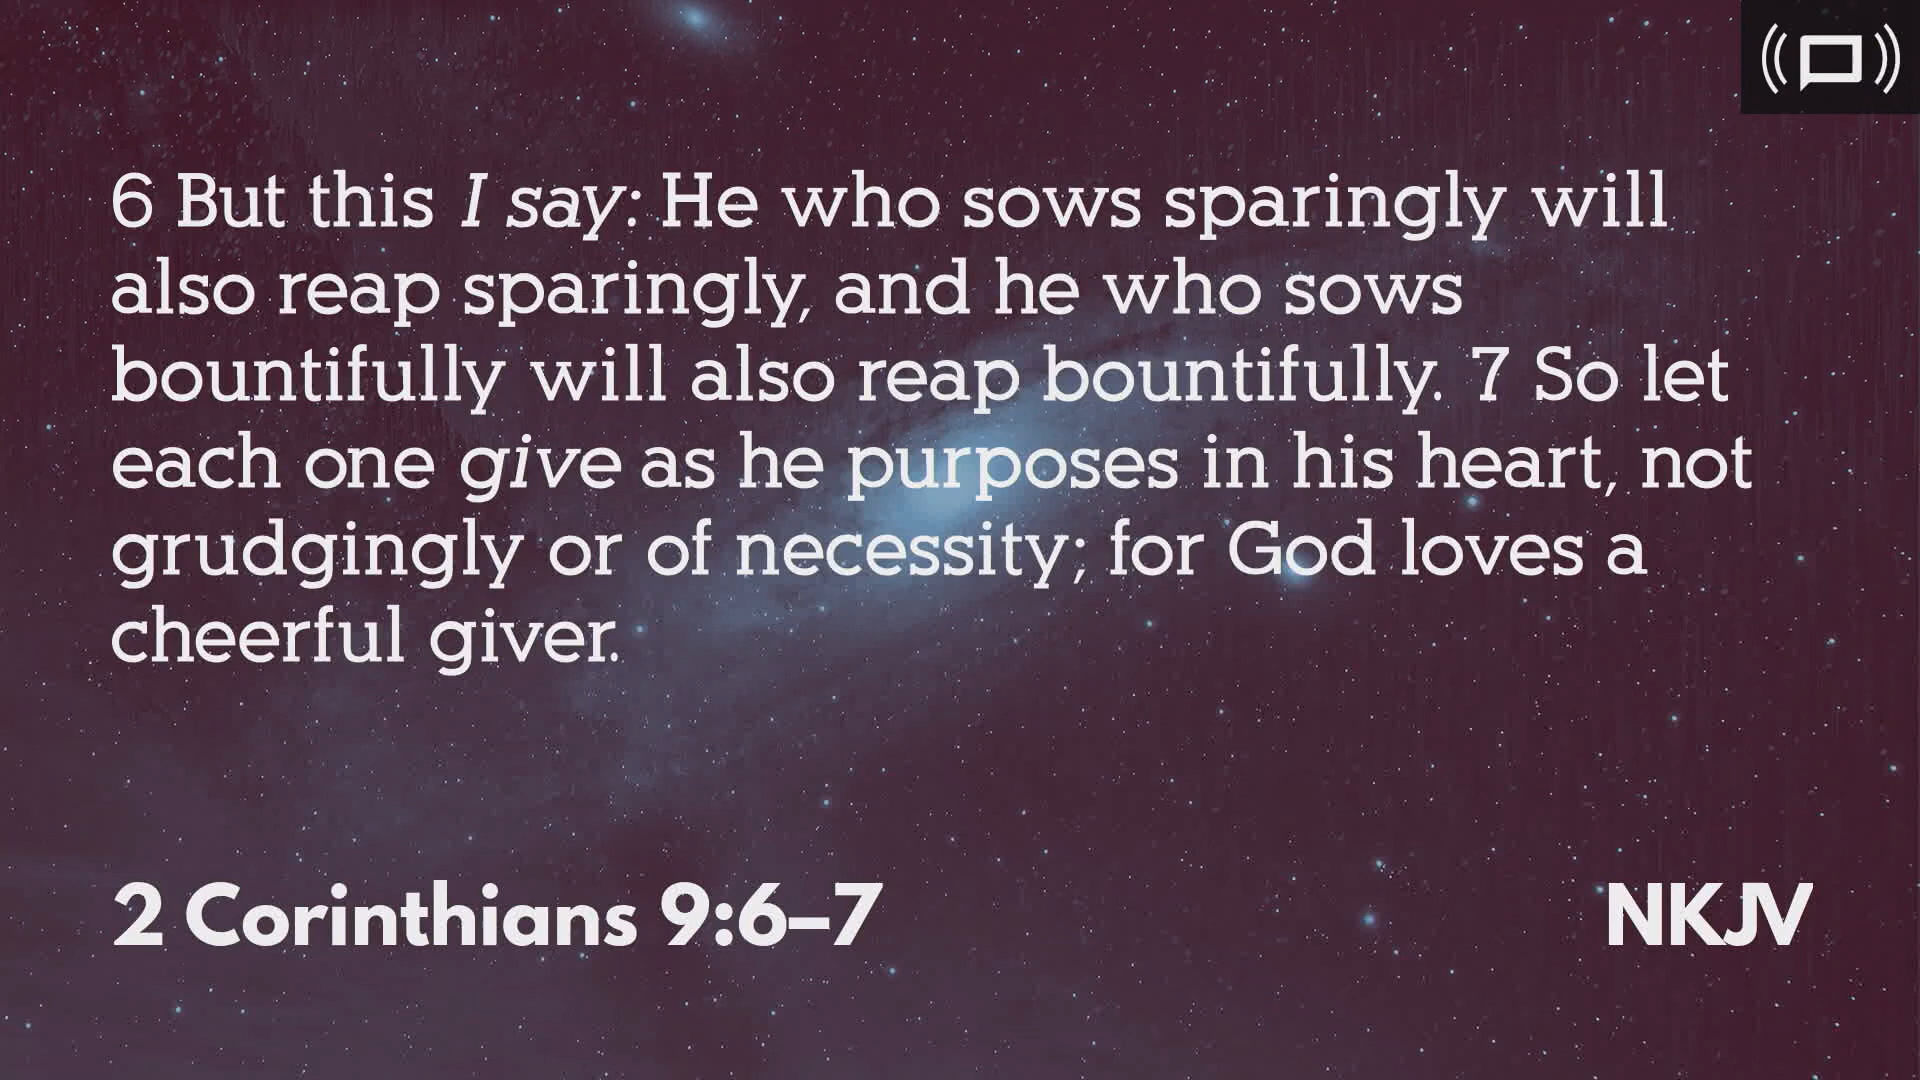 6 But this I say: He who sows sparingly will
also reap sparingly, and he who sows
bountifully will also reap bountifully. 7 So let
each one give as he purposes in his heart, not
grudgingly or of necessity; for God loves a
cheerful giver.
2 Corinthians 9:6–7
NKJV